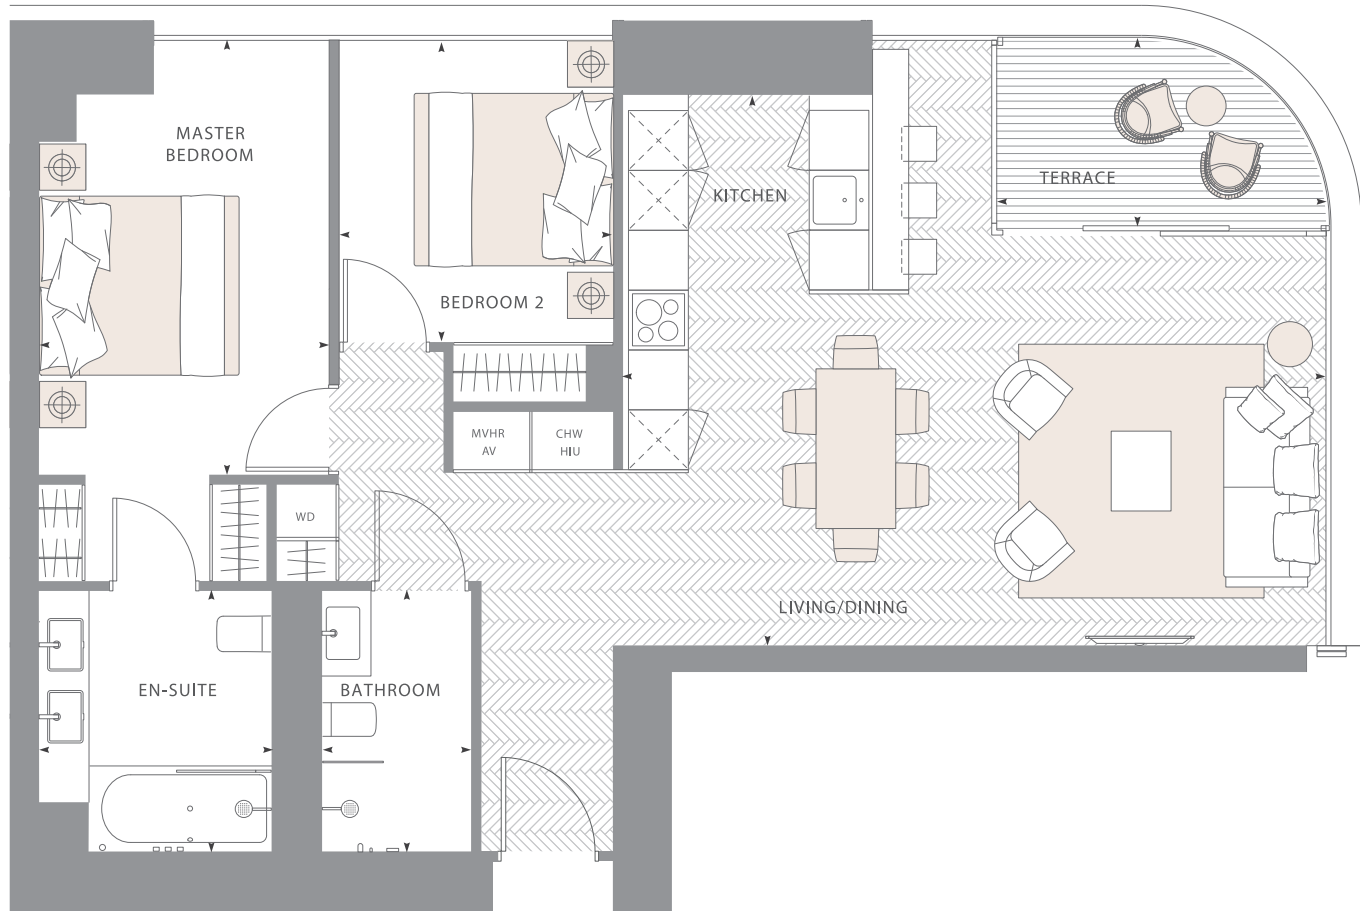 MASTER
BEDROOM
KITCHEN
TERRACE
BEDROOM 2
MVHR
AV
CHW
HIU
WD
LIVING/DINING
EN-SUITE
BATHROOM